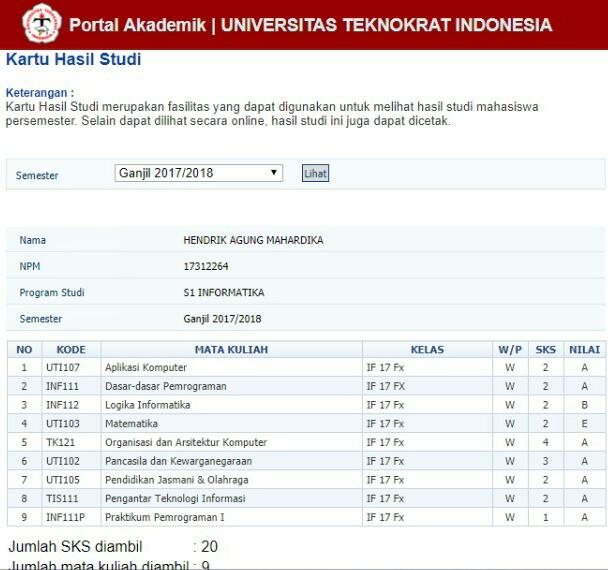 Portal Akademik | UNIVERSITAS TEKNOKRAT INDONESIA
Kartu Hasil Studi
Keterangan :
Kartu Hasil Studi merupakan fasilitas yang dapat digunakan untuk melihat hasil studi mahasiswa
persemester. Selain dapat dilihat secara online, hasil studi ini juga dapat dicetak.
Semester Ganjil 2017/2018 Lihat
Nama HENDRIK AGUNG MAHARDIKA
NPM 17312264
Program Studi S1 INFORMATIKA
Semester Ganjil 2017/2018
NO KODE MATA KULIAH KELAS W/P SKS NILAI
1 UTI107 Aplikasi Komputer IF 17 FX W 2 A
2 INF111 Dasar-dasar Pemrograman IF 17 Fx W 2 A
3 INF112 Logika Informatika IF 17 Fx W 2 B
4 UTI103 Matematika IF 17 Fx W 2 E
5 TK121 Organisasi dan Arsitektur Komputer IF 17 Fx W 4 A
6 UTI102 Pancasila dan Kewarganegaraan IF 17 Fx W 3 A
7 UTI105 Pendidikan Jasmani & Olahraga IF 17 Fx W 2 A
8 TIS111 Pengantar Teknologi Informasi IF 17 Fx W 2 A
9 INF111P Praktikum Pemrograman I IF 17 Fx W 1 A
Jumlah SKS diambil : 20
Jumlah mata kuliah diambil : 9